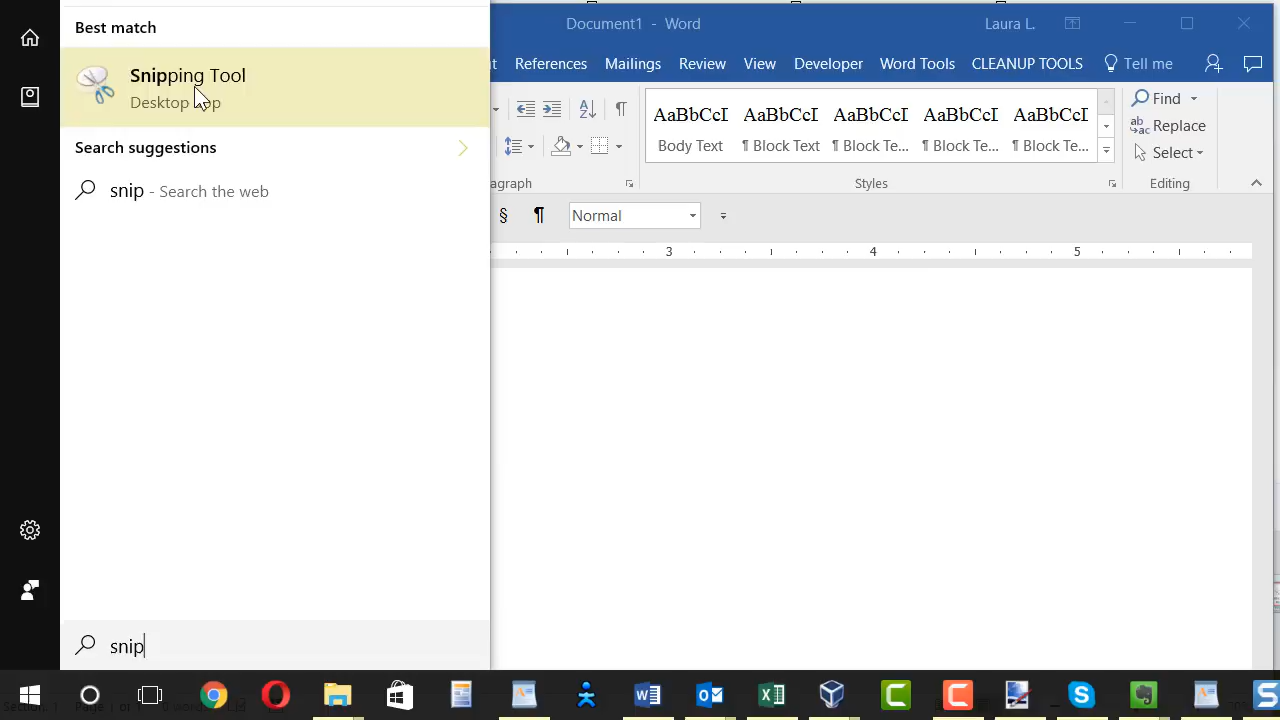 Best match
Snipping Tool
Desktop app
Search suggestions
snip - Search the web
snip
Document1 - Word
Laura L.
References Mailings Review View Developer Word Tools CLEANUP TOOLS Tell me
AaBbCcI AaBbCcI AaBbCcI AaBbCcI AaBbCcI
Body Text ¶ Block Text ¶ Block Te... ¶ Block Te... ¶ Block Te...
Find
Replace
Select
Styles
Editing
§ ¶ Normal
3 4 5